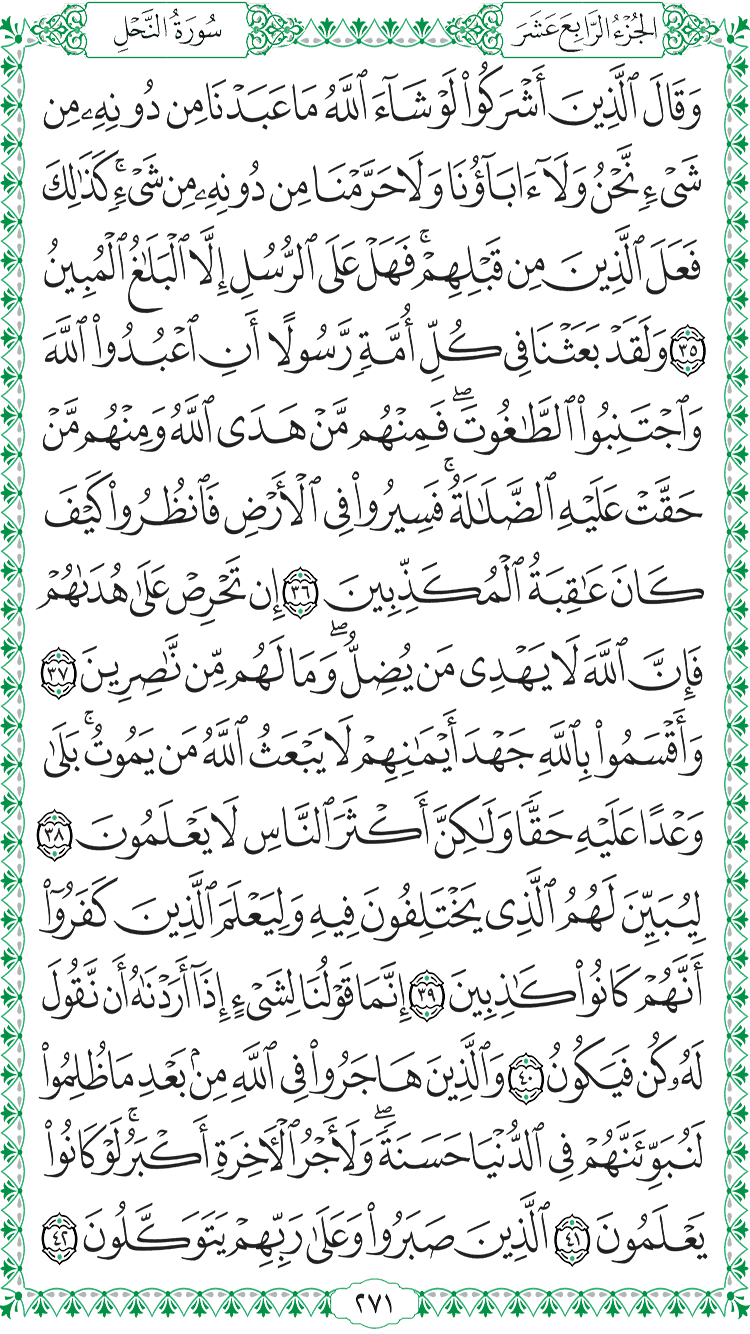 الجُزْءُ الرَّابِعَ عَشَرَ
سُورَةُ النَّحْلِ
وَقَالَ ٱلَّذِينَ أَشْرَكُوا۟ لَوْ شَآءَ ٱللَّهُ مَا عَبَدْنَا مِن دُونِهِۦ مِن
شَىْءٍ نَّحْنُ وَلَآ ءَابَآؤُنَا وَلَا حَرَّمْنَا مِن دُونِهِۦ مِن شَىْءٍ ۚ كَذَٰلِكَ
فَعَلَ ٱلَّذِينَ مِن قَبْلِهِمْ ۚ فَهَلْ عَلَى ٱلرُّسُلِ إِلَّا ٱلْبَلَٰغُ ٱلْمُبِينُ
٣٥ وَلَقَدْ بَعَثْنَا فِى كُلِّ أُمَّةٍ رَّسُولًا أَنِ ٱعْبُدُوا۟ ٱللَّهَ
وَٱجْتَنِبُوا۟ ٱلطَّٰغُوتَ ۖ فَمِنْهُم مَّنْ هَدَى ٱللَّهُ وَمِنْهُم مَّنْ
حَقَّتْ عَلَيْهِ ٱلضَّلَٰلَةُ ۚ فَسِيرُوا۟ فِى ٱلْأَرْضِ فَٱنظُرُوا۟ كَيْفَ
كَانَ عَٰقِبَةُ ٱلْمُكَذِّبِينَ ٣٦ إِن تَحْرِصْ عَلَىٰ هُدَىٰهُمْ
فَإِنَّ ٱللَّهَ لَا يَهْدِى مَن يُضِلُّ ۖ وَمَا لَهُم مِّن نَّٰصِرِينَ ٣٧
وَأَقْسَمُوا۟ بِٱللَّهِ جَهْدَ أَيْمَٰنِهِمْ لَا يَبْعَثُ ٱللَّهُ مَن يَمُوتُ ۚ بَلَىٰ
وَعْدًا عَلَيْهِ حَقًّا وَلَٰكِنَّ أَكْثَرَ ٱلنَّاسِ لَا يَعْلَمُونَ ٣٨
لِيُبَيِّنَ لَهُمُ ٱلَّذِى يَخْتَلِفُونَ فِيهِ وَلِيَعْلَمَ ٱلَّذِينَ كَفَرُوٓا۟
أَنَّهُمْ كَانُوا۟ كَٰذِبِينَ ٣٩ إِنَّمَا قَوْلُنَا لِشَىْءٍ إِذَآ أَرَدْنَٰهُ أَن نَّقُولَ
لَهُۥ كُن فَيَكُونُ ٤٠ وَٱلَّذِينَ هَاجَرُوا۟ فِى ٱللَّهِ مِنۢ بَعْدِ مَا ظُلِمُوا۟
لَنُبَوِّئَنَّهُمْ فِى ٱلدُّنْيَا حَسَنَةً ۖ وَلَأَجْرُ ٱلْءَاخِرَةِ أَكْبَرُ ۚ لَوْ كَانُوا۟
يَعْلَمُونَ ٤١ ٱلَّذِينَ صَبَرُوا۟ وَعَلَىٰ رَبِّهِمْ يَتَوَكَّلُونَ ٤٢
٢٧١